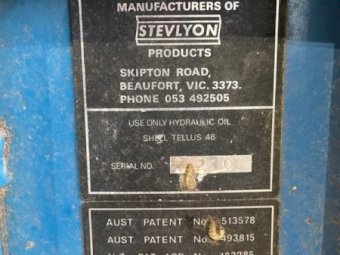 MANUFACTURERS OF
STEVLYON
PRODUCTS
SKIPTON ROAD,
BEAUFORT, VIC. 3373.
PHONE 053 492505
USE ONLY HYDRAULIC OIL
SHELL TELLUS 46
SERIAL NO.
AUST PATENT No. 513578
AUST PATENT No. 493815